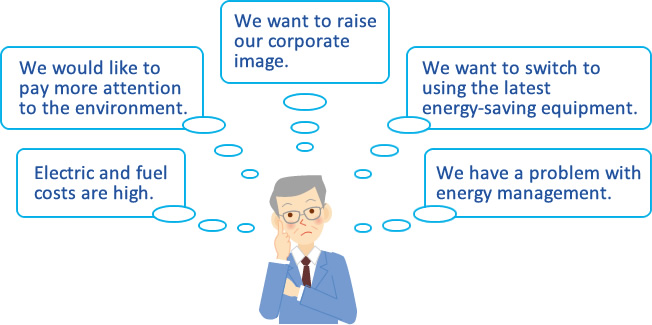 We want to raise
our corporate
image.
We would like to
pay more attention
to the environment.
We want to switch to
using the latest
energy-saving equipment.
Electric and fuel
costs are high.
We have a problem with
energy management.